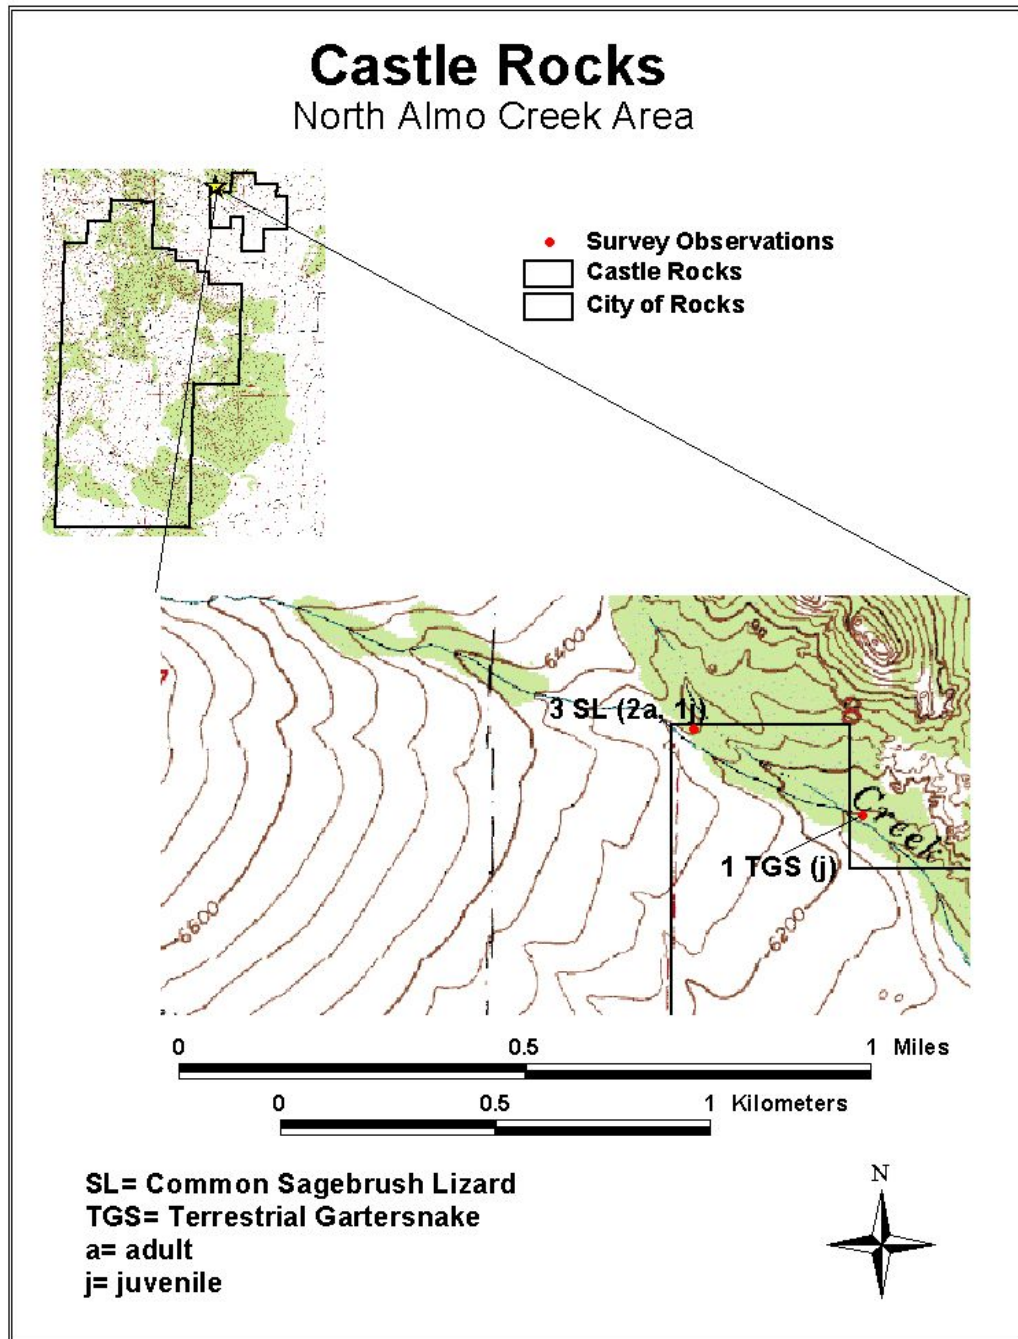 Castle Rocks
North Almo Creek Area
Survey Observations
Castle Rocks
City of Rocks
6400
3 SL (2a, 1j)
Creek
1 TGS (j)
6600
6200
0 0.5 1 Miles
0 0.5 1 Kilometers
SL= Common Sagebrush Lizard
TGS= Terrestrial Gartersnake
a= adult
j= juvenile
N